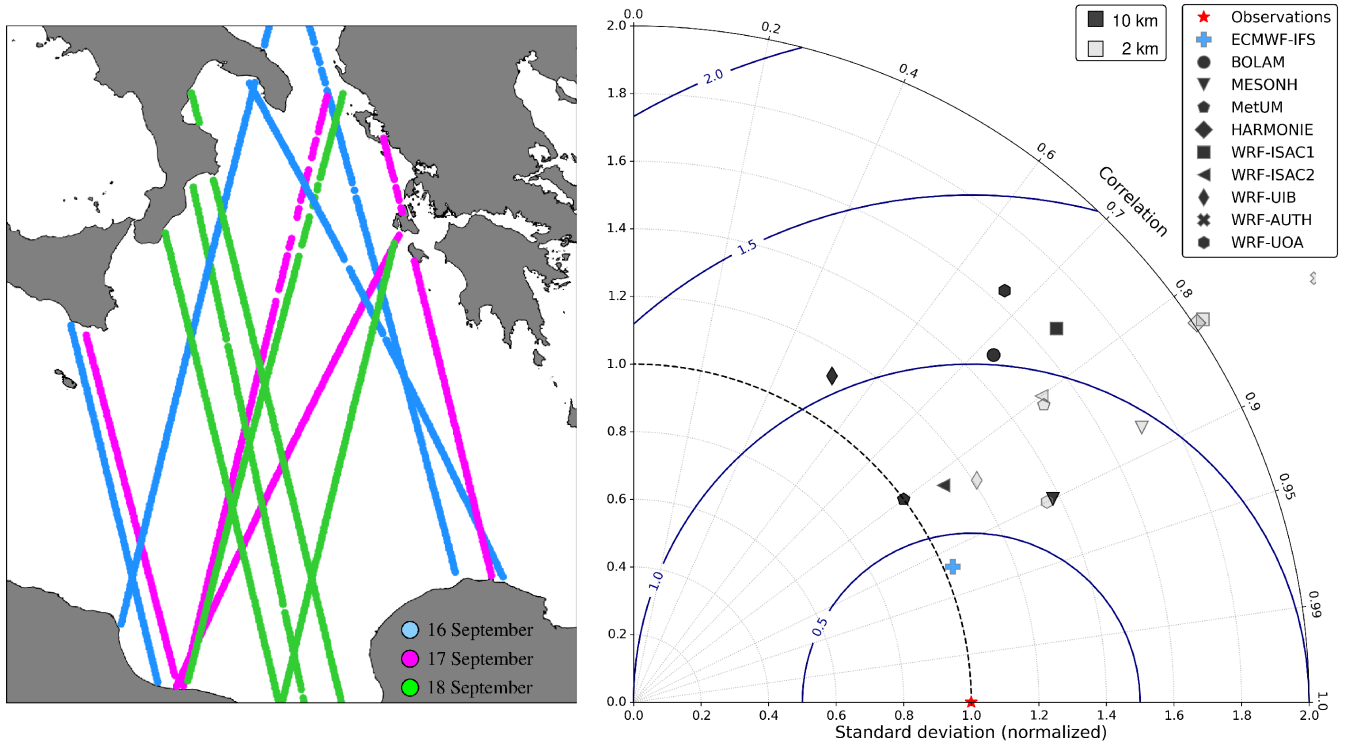 16 September
17 September
18 September
10 km
2 km
Observations
ECMWF-IFS
BOLAM
MESONH
MetUM
HARMONIE
WRF-ISAC1
WRF-ISAC2
WRF-UIB
WRF-AUTH
WRF-UOA
0.0
0.2
0.4
0.6
0.7
0.8
0.9
0.95
0.99
1.0
Correlation
2.0
1.8
1.6
1.4
1.2
1.0
0.8
0.6
0.4
0.2
0.0
2.0
1.5
1.0
0.5
0.0
0.2
0.4
0.6
0.8
1.0
1.2
1.4
1.6
1.8
2.0
Standard deviation (normalized)